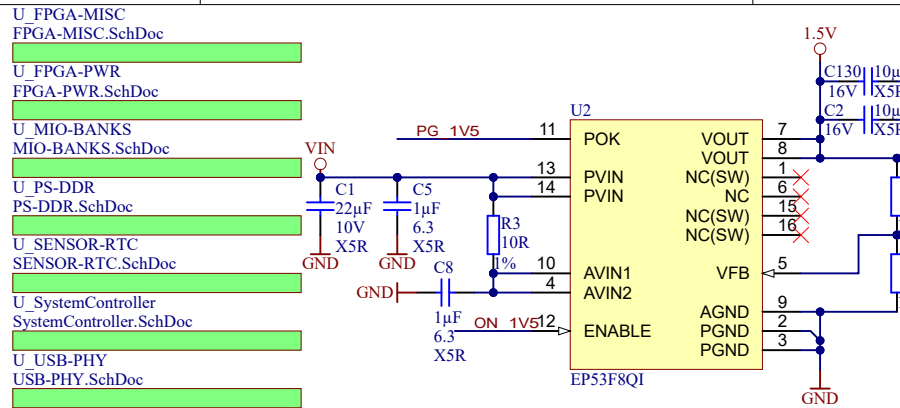 U_FPGA-MISC
FPGA-MISC.SchDoc
U_FPGA-PWR
FPGA-PWR.SchDoc
U_MIO-BANKS
MIO-BANKS.SchDoc
U_PS-DDR
PS-DDR.SchDoc
U_SENSOR-RTC
SENSOR-RTC.SchDoc
U_SystemController
SystemController.SchDoc
U_USB-PHY
USB-PHY.SchDoc
VIN
C1
22µF
10V
X5R
GND
C5
1µF
6.3
X5R
GND
R3
10R
1%
GND
C8
1µF
6.3
X5R
PG_1V5
ON_1V5
U2
11 POK
13 PVIN
14 PVIN
10 AVIN1
4 AVIN2
12 ENABLE
VOUT 7
VOUT 8
NC(SW) 1
NC 6
NC(SW) 15
NC(SW) 16
VFB 5
AGND 9
PGND 2
PGND 3
EP53F8QI
1.5V
C130 10µ
16V X5R
C2 10µ
16V X5R
GND